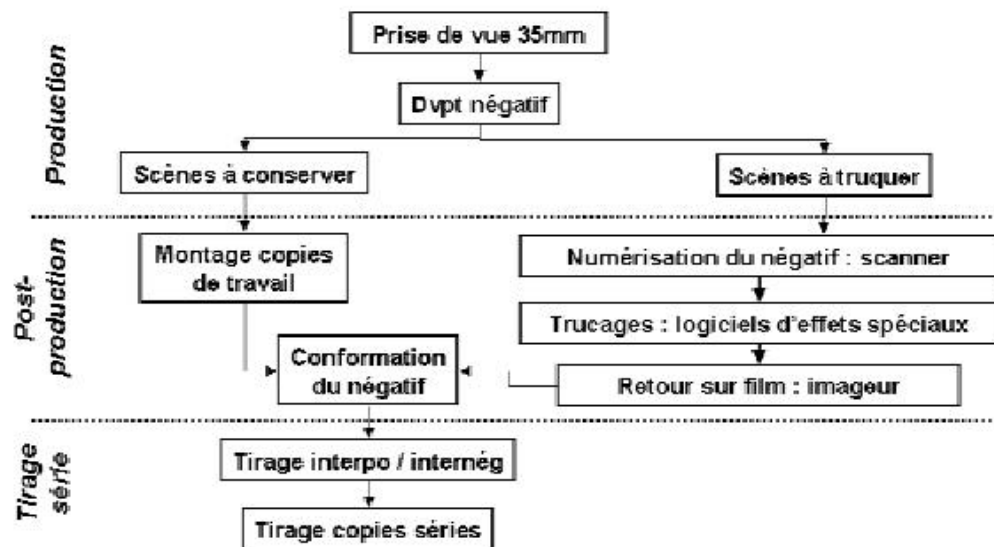 Production
Prise de vue 35mm
Dvpt négatif
Scènes à conserver
Scènes à truquer
Post-
production
Montage copies
de travail
Numérisation du négatif : scanner
Trucages : logiciels d'effets spéciaux
Retour sur film : imageur
Conformation
du négatif
Tirage
série
Tirage interpo / internég
Tirage copies séries